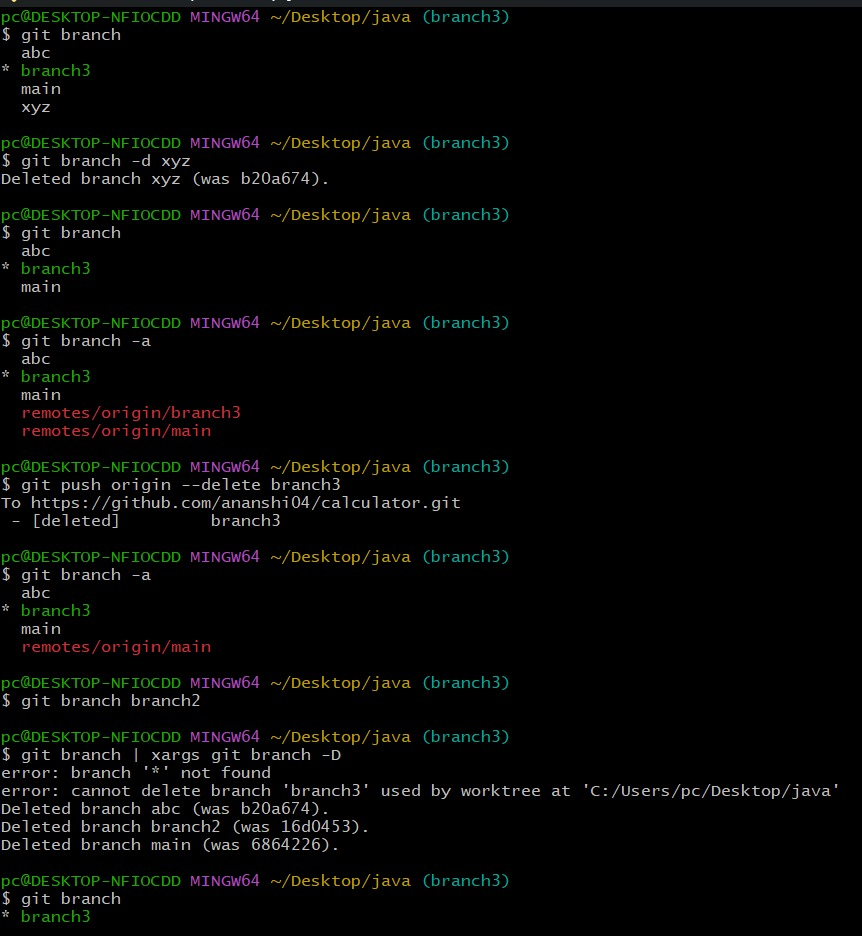 pc@DESKTOP-NFIOCDD MINGW64 ~/Desktop/java (branch3)
$ git branch
  abc
* branch3
  main
  xyz

pc@DESKTOP-NFIOCDD MINGW64 ~/Desktop/java (branch3)
$ git branch -d xyz
Deleted branch xyz (was b20a674).

pc@DESKTOP-NFIOCDD MINGW64 ~/Desktop/java (branch3)
$ git branch
  abc
* branch3
  main

pc@DESKTOP-NFIOCDD MINGW64 ~/Desktop/java (branch3)
$ git branch -a
  abc
* branch3
  main
  remotes/origin/branch3
  remotes/origin/main

pc@DESKTOP-NFIOCDD MINGW64 ~/Desktop/java (branch3)
$ git push origin --delete branch3
To https://github.com/ananshi04/calculator.git
 - [deleted]         branch3

pc@DESKTOP-NFIOCDD MINGW64 ~/Desktop/java (branch3)
$ git branch -a
  abc
* branch3
  main
  remotes/origin/main

pc@DESKTOP-NFIOCDD MINGW64 ~/Desktop/java (branch3)
$ git branch branch2

pc@DESKTOP-NFIOCDD MINGW64 ~/Desktop/java (branch3)
$ git branch | xargs git branch -D
error: branch '*' not found
error: cannot delete branch 'branch3' used by worktree at 'C:/Users/pc/Desktop/java'
Deleted branch abc (was b20a674).
Deleted branch branch2 (was 16d0453).
Deleted branch main (was 6864226).

pc@DESKTOP-NFIOCDD MINGW64 ~/Desktop/java (branch3)
$ git branch
* branch3